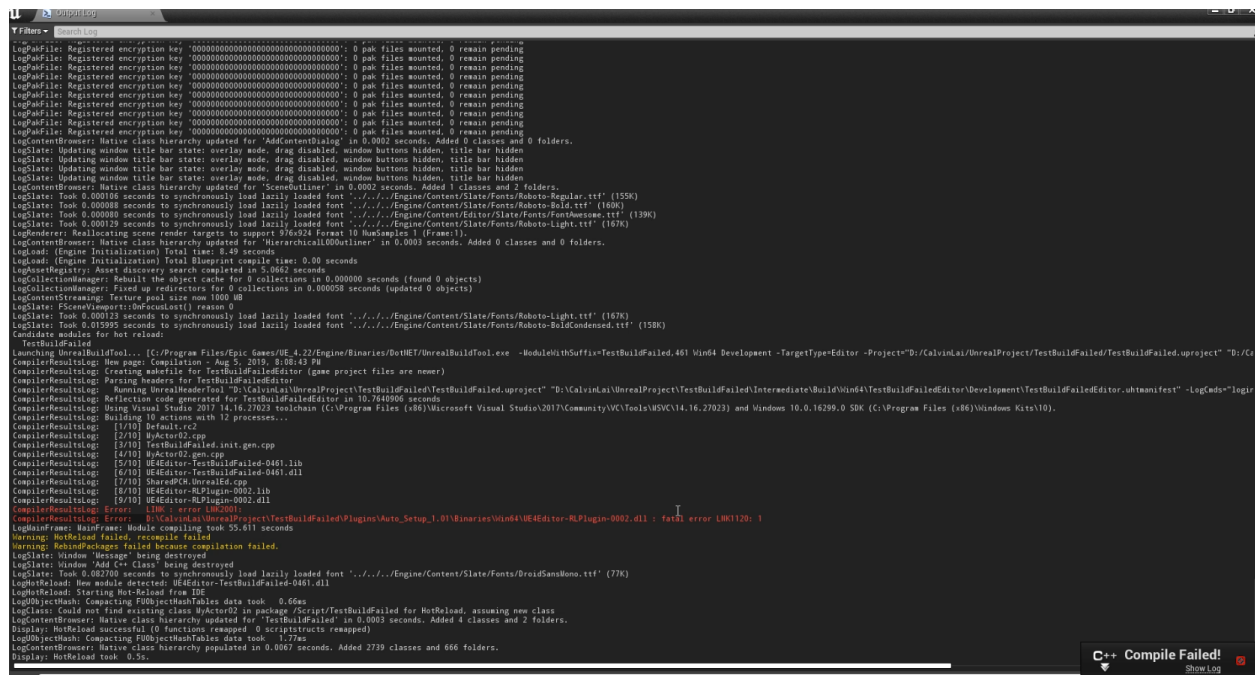 Output Log
Filters
Search Log
LogPakFile: Registered encryption key '00000000000000000000000000000000': 0 pak files mounted, 0 remain pending
LogPakFile: Registered encryption key '00000000000000000000000000000000': 0 pak files mounted, 0 remain pending
LogPakFile: Registered encryption key '00000000000000000000000000000000': 0 pak files mounted, 0 remain pending
LogPakFile: Registered encryption key '00000000000000000000000000000000': 0 pak files mounted, 0 remain pending
LogPakFile: Registered encryption key '00000000000000000000000000000000': 0 pak files mounted, 0 remain pending
LogPakFile: Registered encryption key '00000000000000000000000000000000': 0 pak files mounted, 0 remain pending
LogPakFile: Registered encryption key '00000000000000000000000000000000': 0 pak files mounted, 0 remain pending
LogPakFile: Registered encryption key '00000000000000000000000000000000': 0 pak files mounted, 0 remain pending
LogPakFile: Registered encryption key '00000000000000000000000000000000': 0 pak files mounted, 0 remain pending
LogPakFile: Registered encryption key '00000000000000000000000000000000': 0 pak files mounted, 0 remain pending
LogContentBrowser: Native class hierarchy updated for 'AddContentDialog' in 0.0002 seconds. Added 0 classes and 0 folders.
LogSlate: Updating window title bar state: overlay mode, drag disabled, window buttons hidden, title bar hidden
LogSlate: Updating window title bar state: overlay mode, drag disabled, window buttons hidden, title bar hidden
LogSlate: Updating window title bar state: overlay mode, drag disabled, window buttons hidden, title bar hidden
LogSlate: Updating window title bar state: overlay mode, drag disabled, window buttons hidden, title bar hidden
LogContentBrowser: Native class hierarchy updated for 'SceneOutliner' in 0.0002 seconds. Added 1 classes and 2 folders.
LogSlate: Took 0.000106 seconds to synchronously load lazily loaded font '../../../Engine/Content/Slate/Fonts/Roboto-Regular.ttf' (155K)
LogSlate: Took 0.000088 seconds to synchronously load lazily loaded font '../../../Engine/Content/Slate/Fonts/Roboto-Bold.ttf' (160K)
LogSlate: Took 0.000080 seconds to synchronously load lazily loaded font '../../../Engine/Content/Editor/Slate/Fonts/FontAwesome.ttf' (139K)
LogSlate: Took 0.000129 seconds to synchronously load lazily loaded font '../../../Engine/Content/Slate/Fonts/Roboto-Light.ttf' (167K)
LogRenderer: Reallocating scene render targets to support 976x924 Format 10 NumSamples 1 (Frame:1).
LogContentBrowser: Native class hierarchy updated for 'HierarchicalLODOutliner' in 0.0003 seconds. Added 0 classes and 0 folders.
LogLoad: (Engine Initialization) Total time: 8.49 seconds
LogLoad: (Engine Initialization) Total Blueprint compile time: 0.00 seconds
LogAssetRegistry: Asset discovery search completed in 5.0662 seconds
LogCollectionManager: Rebuilt the object cache for 0 collections in 0.000000 seconds (found 0 objects)
LogCollectionManager: Fixed up redirectors for 0 collections in 0.000058 seconds (updated 0 objects)
LogContentStreaming: Texture pool size now 1000 MB
LogSlate: FSceneViewport::OnFocusLost() reason 0
LogSlate: Took 0.000123 seconds to synchronously load lazily loaded font '../../../Engine/Content/Slate/Fonts/Roboto-Light.ttf' (167K)
LogSlate: Took 0.015995 seconds to synchronously load lazily loaded font '../../../Engine/Content/Slate/Fonts/Roboto-BoldCondensed.ttf' (158K)
Candidate modules for hot reload:
TestBuildFailed
Launching UnrealBuildTool... [C:/Program Files/Epic Games/UE_4.22/Engine/Binaries/DotNET/UnrealBuildTool.exe -ModuleWithSuffix=TestBuildFailed,461 Win64 Development -TargetType=Editor -Project="D:/CalvinLai/UnrealProject/TestBuildFailed/TestBuildFailed.uproject" "D:/Ca
CompilerResultsLog: New page: Compilation - Aug 5, 2019, 8:08:43 PM
CompilerResultsLog: Creating makefile for TestBuildFailedEditor (game project files are newer)
CompilerResultsLog: Parsing headers for TestBuildFailedEditor
CompilerResultsLog: Running UnrealHeaderTool "D:\CalvinLai\UnrealProject\TestBuildFailed\TestBuildFailed.uproject" "D:\CalvinLai\UnrealProject\TestBuildFailed\Intermediate\Build\Win64\TestBuildFailedEditor\Development\TestBuildFailedEditor.uhtmanifest" -LogCmds="login
CompilerResultsLog: Reflection code generated for TestBuildFailedEditor in 10.7640906 seconds
CompilerResultsLog: Using Visual Studio 2017 14.16.27023 toolchain (C:\Program Files (x86)\Microsoft Visual Studio\2017\Community\VC\Tools\MSVC\14.16.27023) and Windows 10.0.16299.0 SDK (C:\Program Files (x86)\Windows Kits\10).
CompilerResultsLog: Building 10 actions with 12 processes...
CompilerResultsLog: [1/10] Default.rc2
CompilerResultsLog: [2/10] MyActor02.cpp
CompilerResultsLog: [3/10] TestBuildFailed.init.gen.cpp
CompilerResultsLog: [4/10] MyActor02.gen.cpp
CompilerResultsLog: [5/10] UE4Editor-TestBuildFailed-0461.lib
CompilerResultsLog: [6/10] UE4Editor-TestBuildFailed-0461.dll
CompilerResultsLog: [7/10] SharedPCH.UnrealEd.cpp
CompilerResultsLog: [8/10] UE4Editor-RLPlugin-0002.lib
CompilerResultsLog: [9/10] UE4Editor-RLPlugin-0002.dll
CompilerResultsLog: Error: LINK : error LNK2001:
CompilerResultsLog: Error: D:\CalvinLai\UnrealProject\TestBuildFailed\Plugins\Auto_Setup_1.01\Binaries\Win64\UE4Editor-RLPlugin-0002.dll : fatal error LNK1120: 1
LogMainFrame: MainFrame: Module compiling took 55.611 seconds
Warning: HotReload failed, recompile failed
Warning: RebindPackages failed because compilation failed.
LogSlate: Window 'Message' being destroyed
LogSlate: Window 'Add C++ Class' being destroyed
LogSlate: Took 0.082700 seconds to synchronously load lazily loaded font '../../../Engine/Content/Slate/Fonts/DroidSansMono.ttf' (77K)
LogHotReload: New module detected: UE4Editor-TestBuildFailed-0461.dll
LogHotReload: Starting Hot-Reload from IDE
LogUObjectHash: Compacting FUObjectHashTables data took 0.66ms
LogClass: Could not find existing class MyActor02 in package /Script/TestBuildFailed for HotReload, assuming new class
LogContentBrowser: Native class hierarchy updated for 'TestBuildFailed' in 0.0003 seconds. Added 4 classes and 2 folders.
Display: HotReload successful (0 functions remapped 0 scriptstructs remapped)
LogUObjectHash: Compacting FUObjectHashTables data took 1.77ms
LogContentBrowser: Native class hierarchy populated in 0.0067 seconds. Added 2739 classes and 666 folders.
Display: HotReload took 0.5s.
C++ Compile Failed!
Show Log